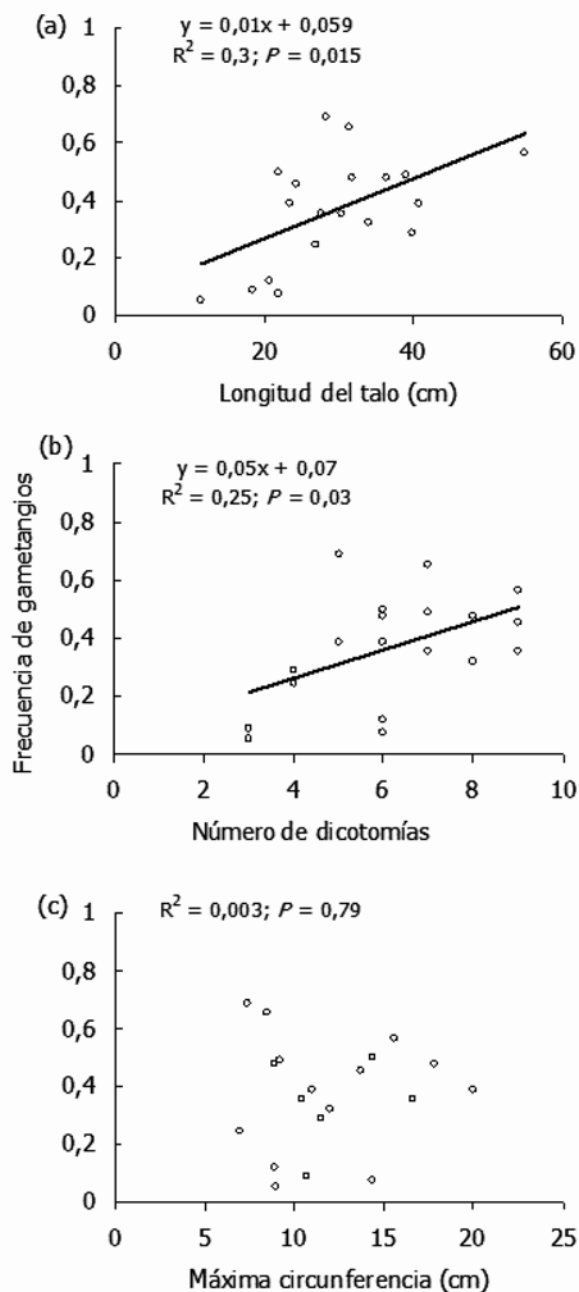 (a)
y = 0,01x + 0,059
R² = 0,3; P = 0,015
1
0,8
0,6
0,4
0,2
0
0 20 40 60
Longitud del talo (cm)
(b)
y = 0,05x + 0,07
R² = 0,25; P = 0,03
1
0,8
0,6
0,4
0,2
0
0 2 4 6 8 10
Número de dicotomías
Frecuencia de gametangios
(c)
R² = 0,003; P = 0,79
1
0,8
0,6
0,4
0,2
0
0 5 10 15 20 25
Máxima circunferencia (cm)